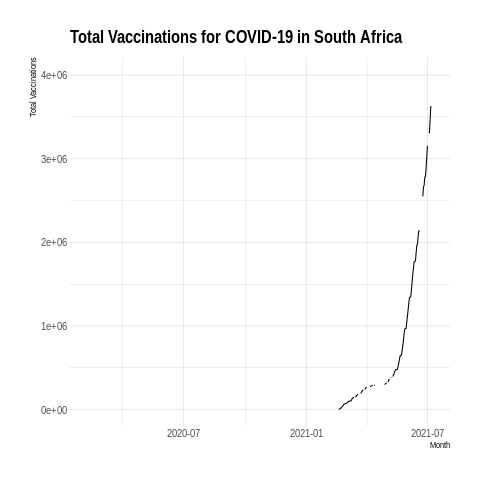 Total Vaccinations for COVID-19 in South Africa
Total Vaccinations
4e+06
3e+06
2e+06
1e+06
0e+00
2020-07 2021-01 2021-07
Month